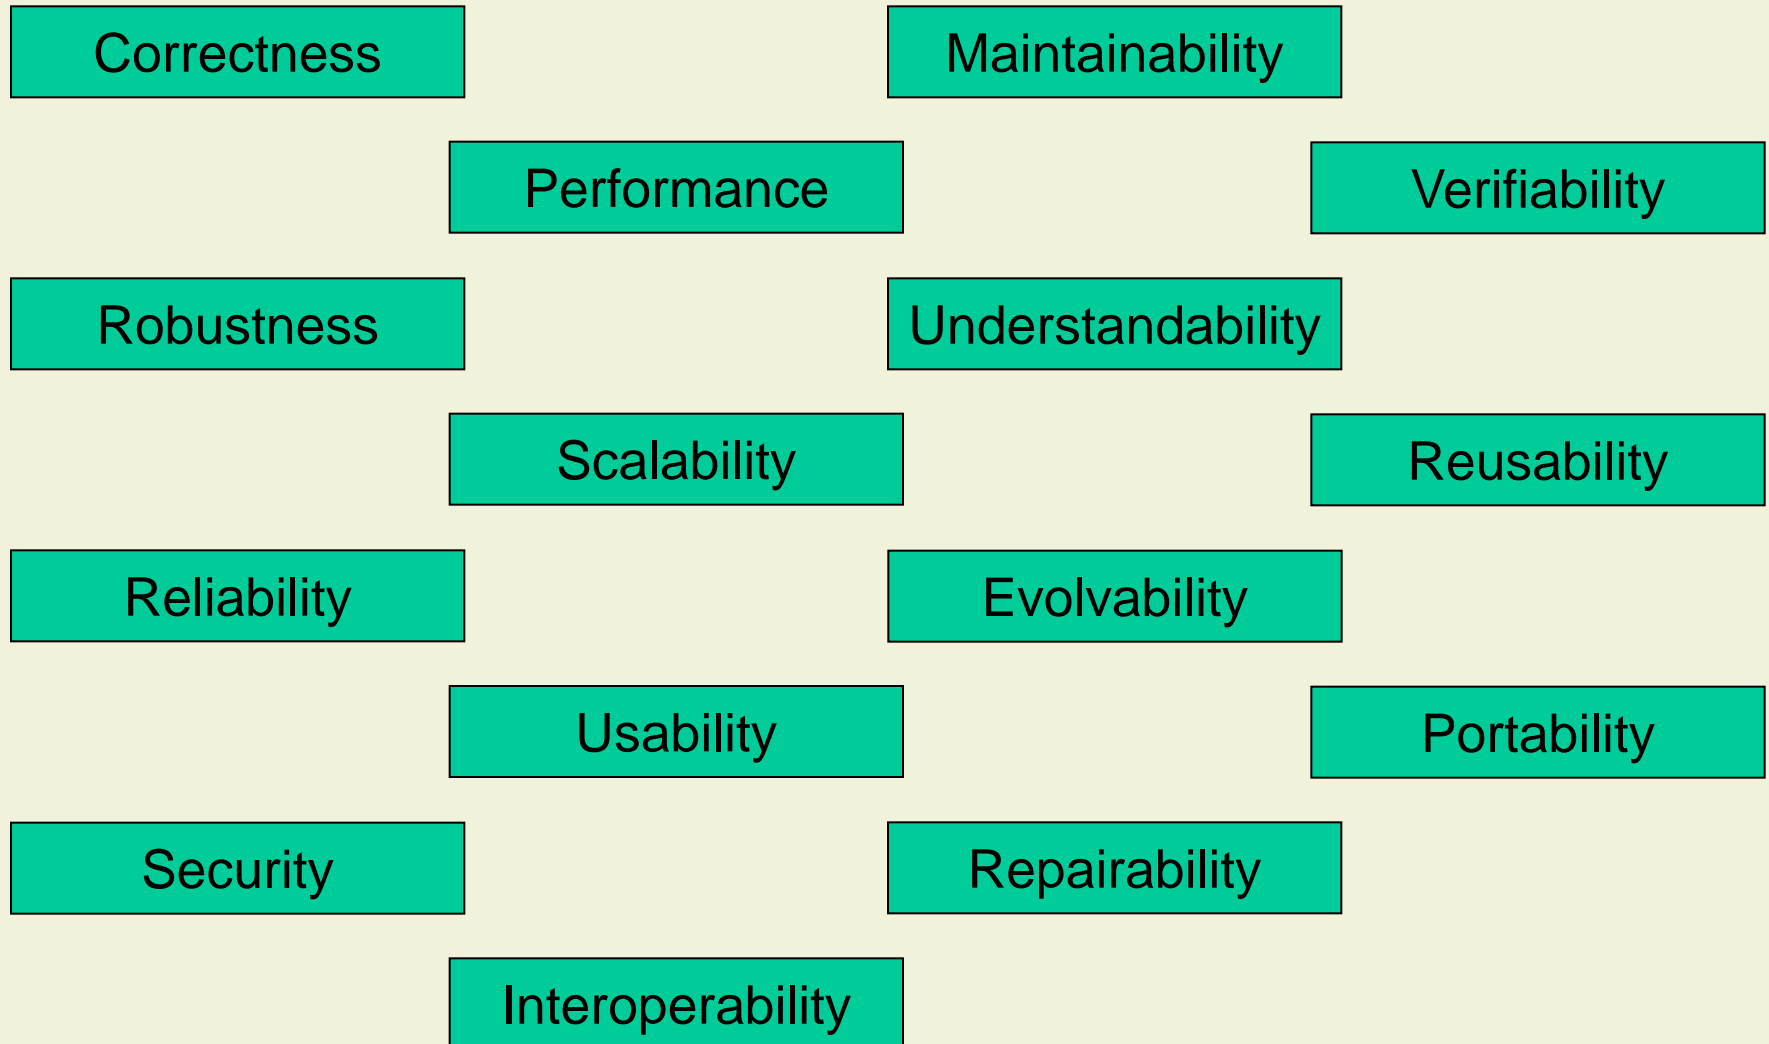 Correctness
Maintainability
Performance
Verifiability
Robustness
Understandability
Scalability
Reusability
Reliability
Evolvability
Usability
Portability
Security
Repairability
Interoperability